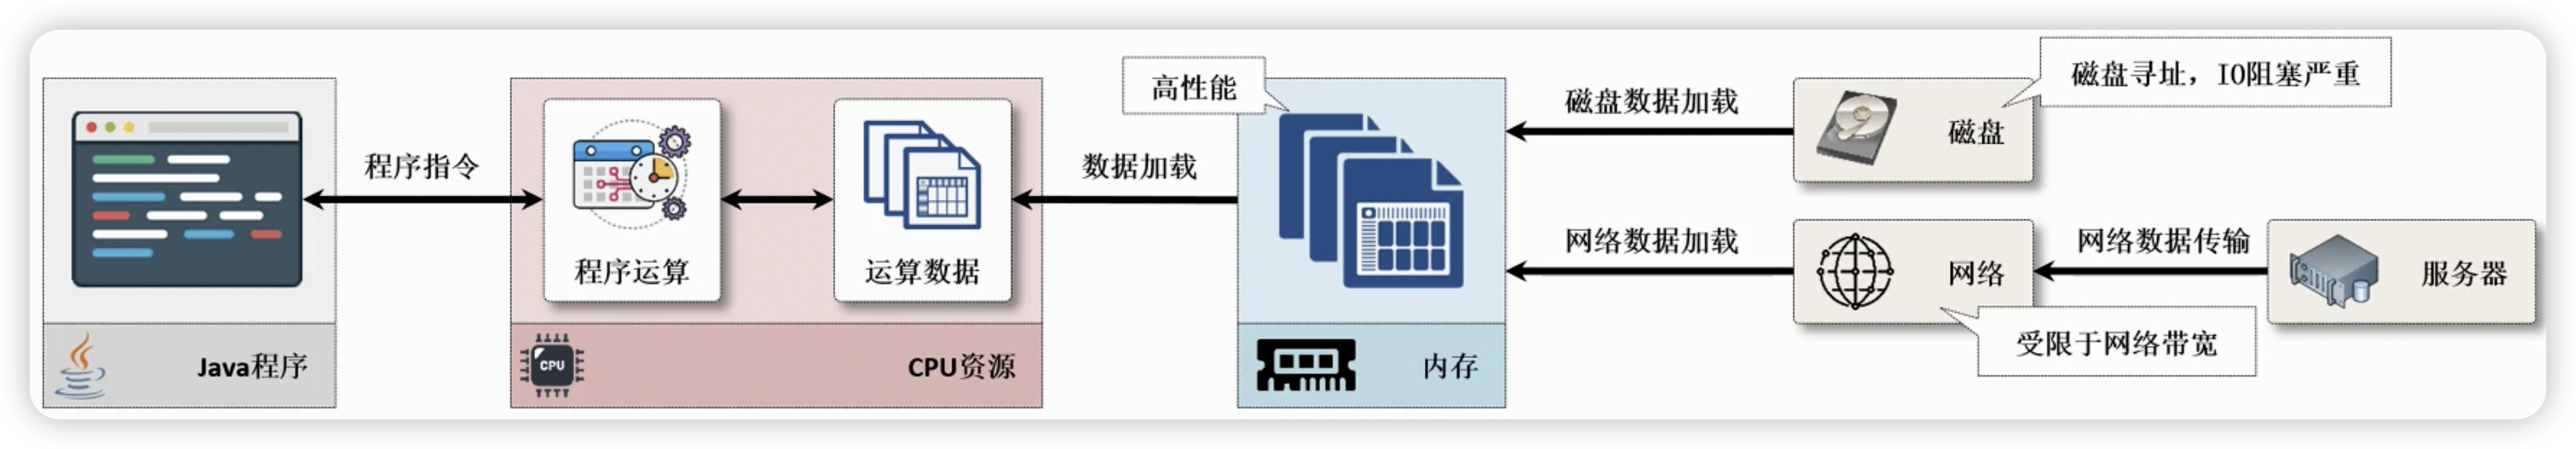 Java程序
程序指令
程序运算
运算数据
CPU
CPU资源
数据加载
高性能
内存
磁盘数据加载
网络数据加载
磁盘
磁盘寻址，IO阻塞严重
网络
受限于网络带宽
网络数据传输
服务器